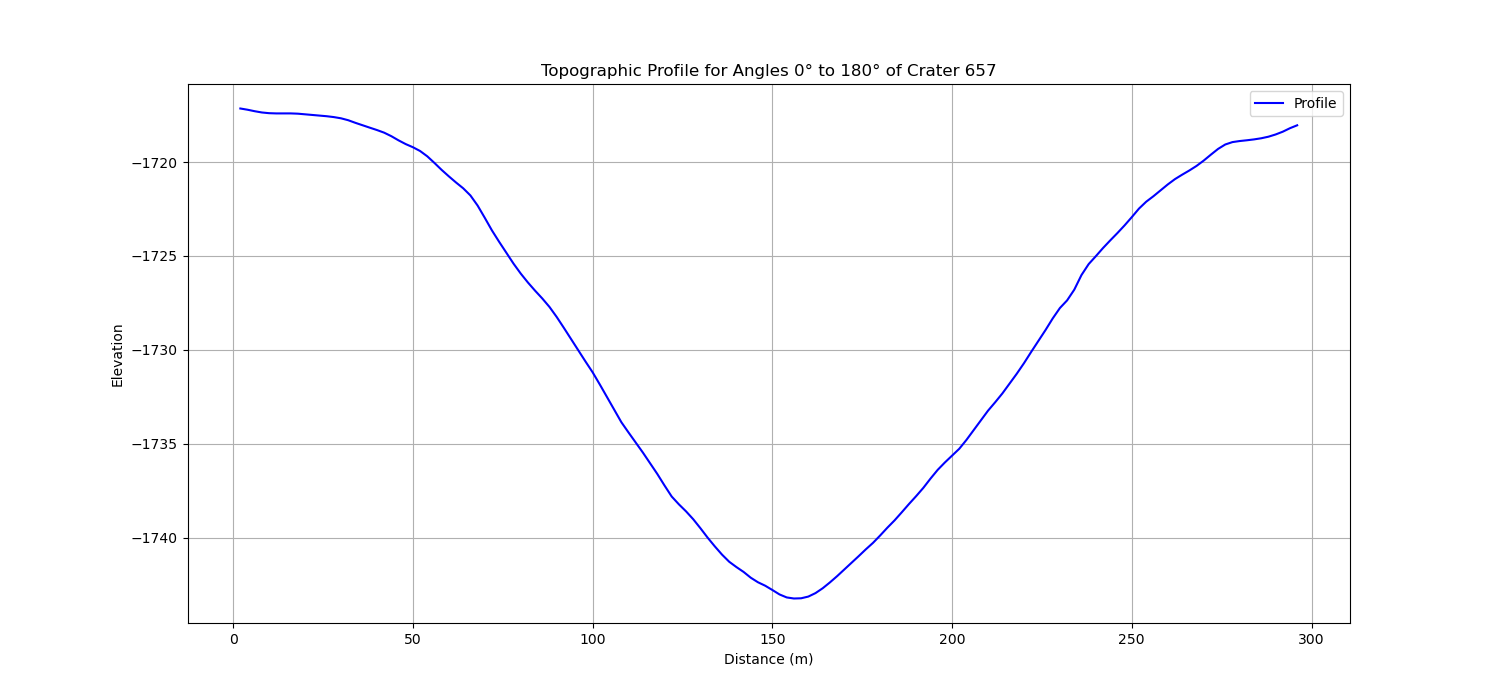 Topographic Profile for Angles 0° to 180° of Crater 657
Profile
−1720
−1725
−1730
−1735
−1740
Elevation
0 50 100 150 200 250 300
Distance (m)